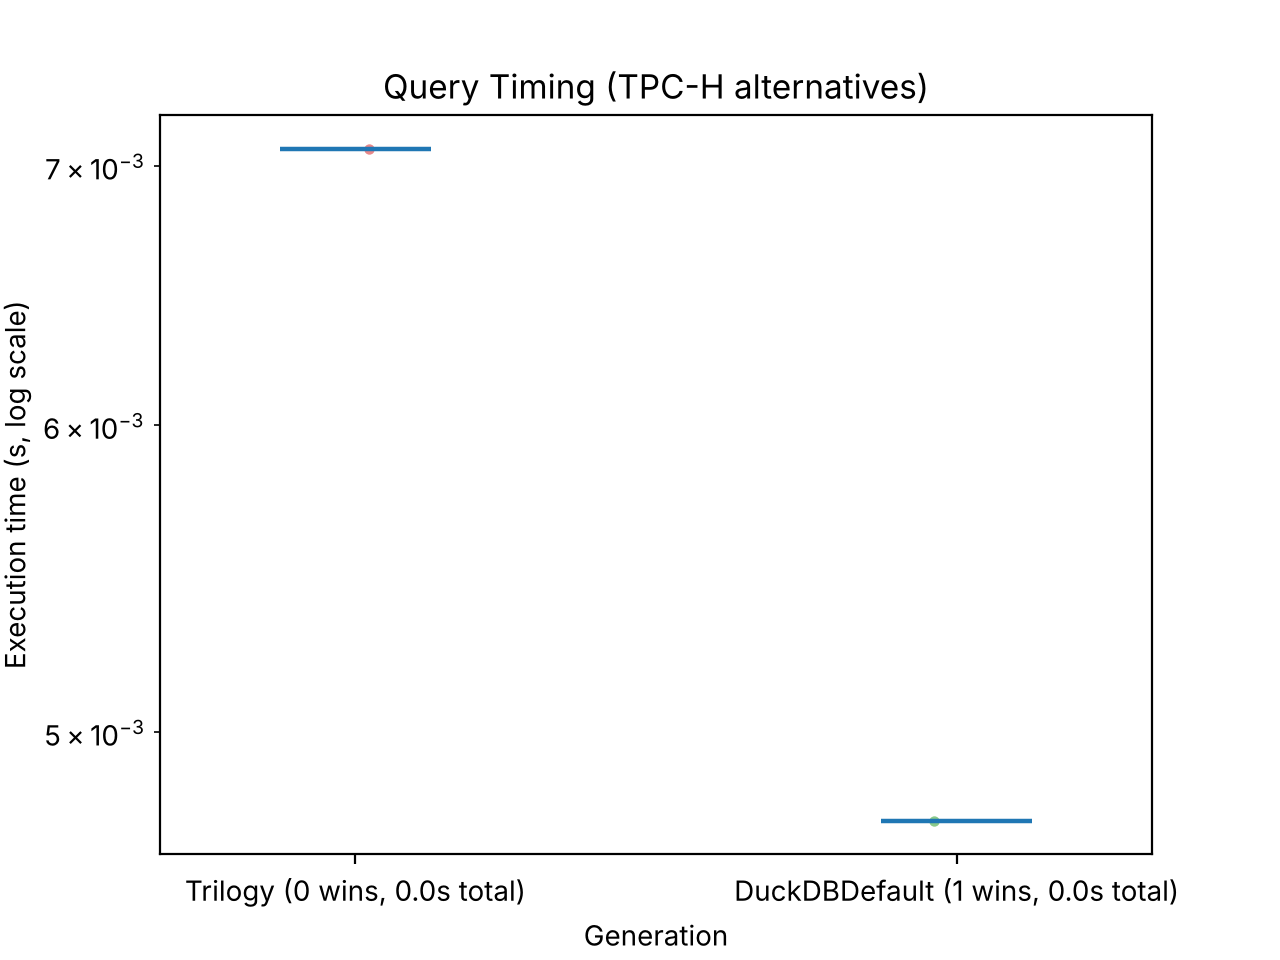 Query Timing (TPC-H alternatives)
7 × 10⁻³
6 × 10⁻³
5 × 10⁻³
Execution time (s, log scale)
Trilogy (0 wins, 0.0s total)
DuckDBDefault (1 wins, 0.0s total)
Generation